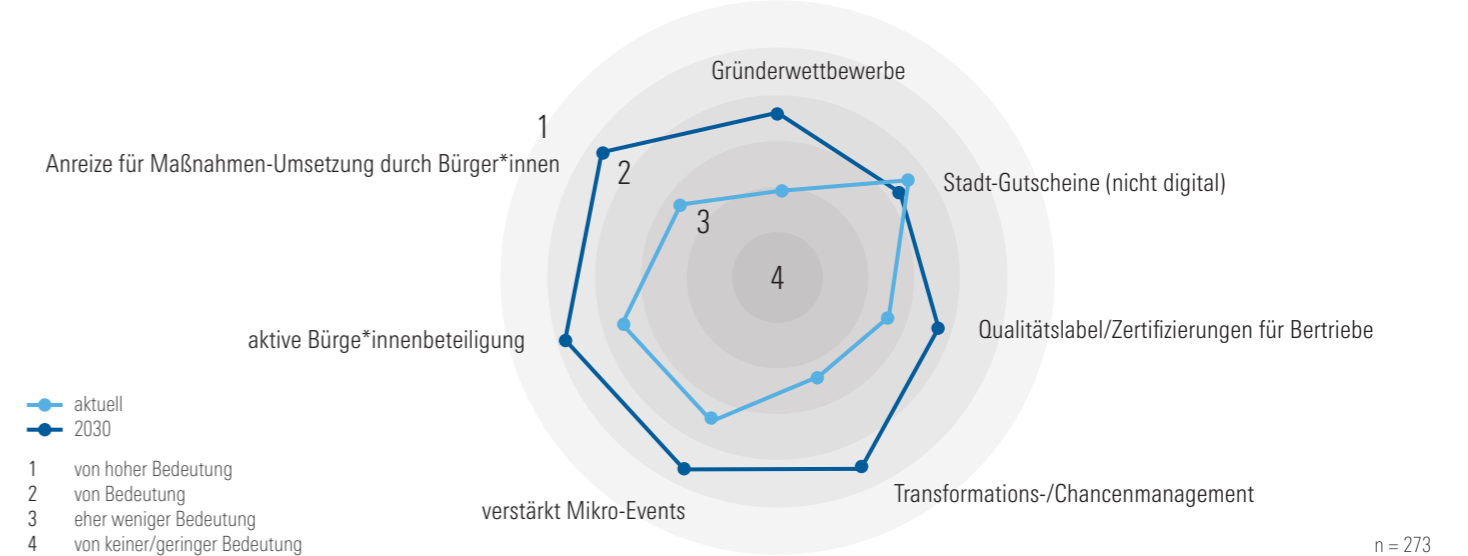 Gründerwettbewerbe
1
Anreize für Maßnahmen-Umsetzung durch Bürger*innen
2
Stadt-Gutscheine (nicht digital)
3
4
Qualitätslabel/Zertifizierungen für Bertriebe
aktive Bürge*innenbeteiligung
aktuell
2030
1 von hoher Bedeutung
2 von Bedeutung
3 eher weniger Bedeutung
4 von keiner/geringer Bedeutung
Transformations-/Chancenmanagement
verstärkt Mikro-Events
n = 273